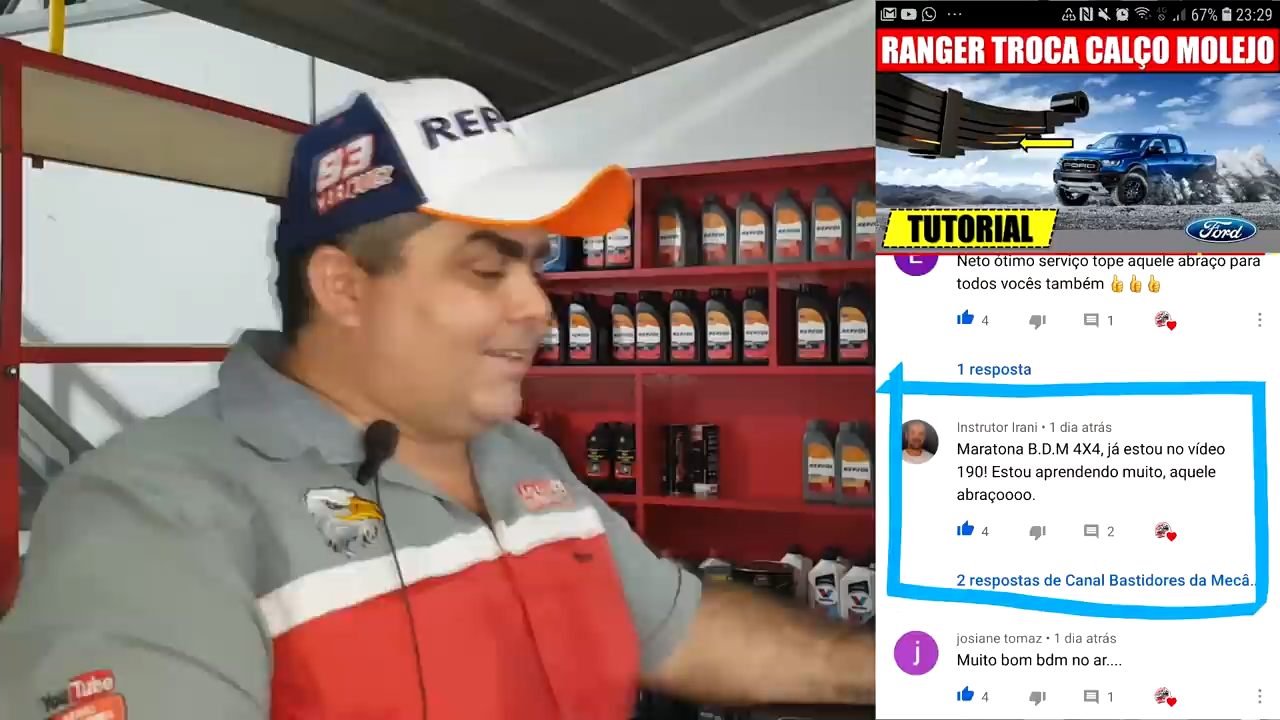 REPS
93
YouTube
67% 23:29
RANGER TROCA CALÇO MOLEJO
FORD
TUTORIAL
Ford
Neto ótimo serviço tope aquele abraço para
todos vocês também 👍👍👍
4 1
1 resposta
Instrutor Irani • 1 dia atrás
Maratona B.D.M 4X4, já estou no vídeo
190! Estou aprendendo muito, aquele
abraçoooo.
4 2
2 respostas de Canal Bastidores da Mecâ...
j
josiane tomaz • 1 dia atrás
Muito bom bdm no ar....
4 1